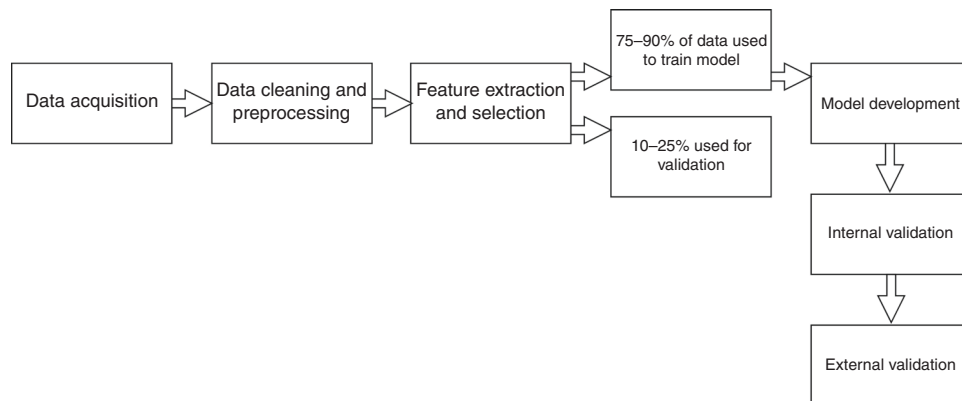 Data acquisition
Data cleaning and
preprocessing
Feature extraction
and selection
75–90% of data used
to train model
10–25% used for
validation
Model development
Internal validation
External validation